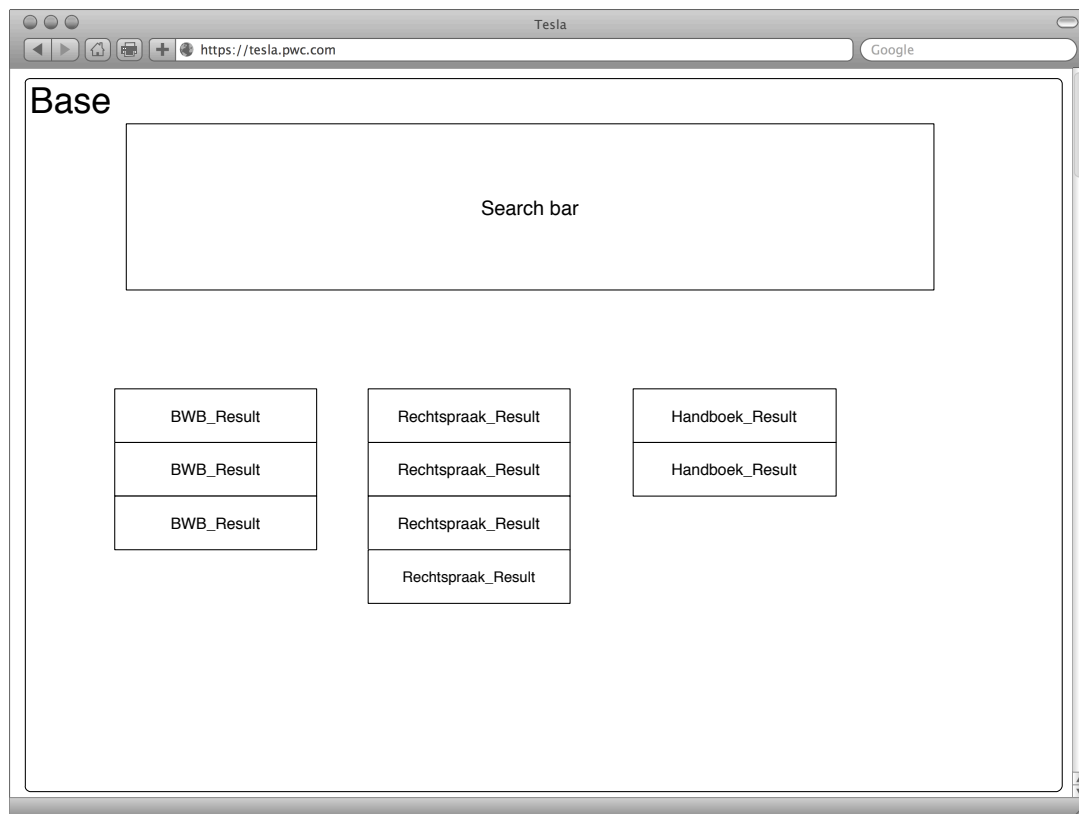 Tesla
https://tesla.pwc.com
Google
Base
Search bar
BWB_Result
Rechtspraak_Result
Handboek_Result
BWB_Result
Rechtspraak_Result
Handboek_Result
BWB_Result
Rechtspraak_Result
Rechtspraak_Result